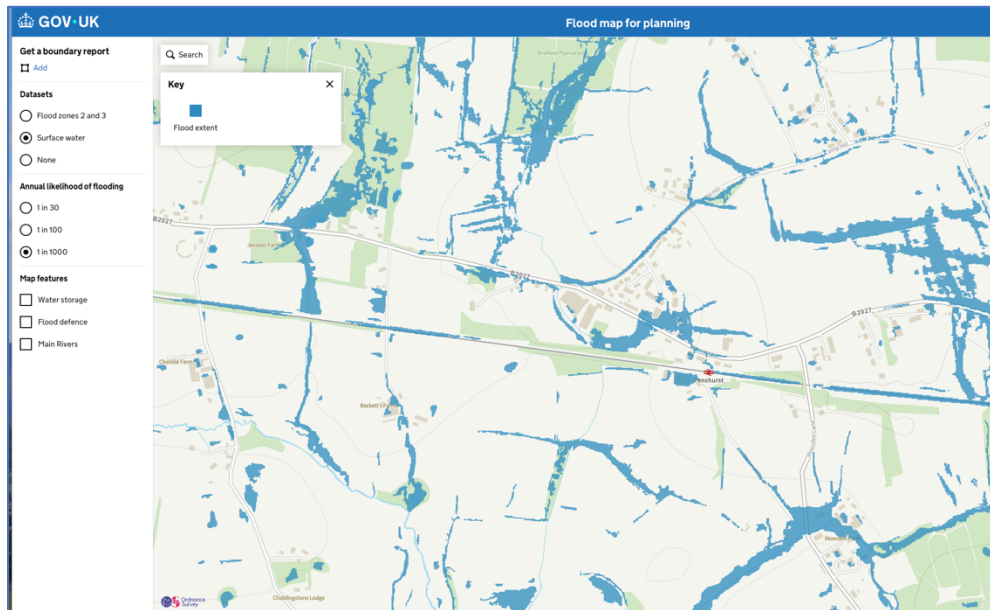 GOV·UK
Flood map for planning
Get a boundary report
Add
Datasets
Flood zones 2 and 3
Surface water
None
Annual likelihood of flooding
1 in 30
1 in 100
1 in 1000
Map features
Water storage
Flood defence
Main Rivers
Search
Key
Flood extent
B2027
Jessops Farm
B2027
B2027
Penshurst
Chested Farm
Beckett's
Chiddingstone Lodge
Ordnance
Survey